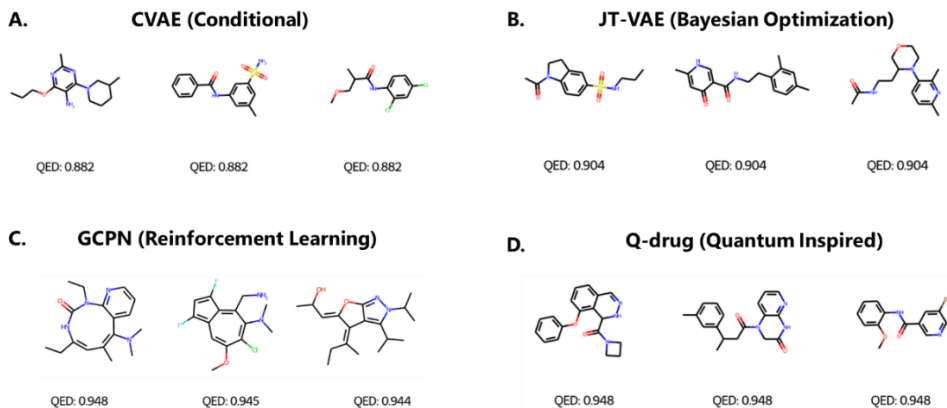 A. CVAE (Conditional)
QED: 0.882 QED: 0.882 QED: 0.882
B. JT-VAE (Bayesian Optimization)
QED: 0.904 QED: 0.904 QED: 0.904
C. GCPN (Reinforcement Learning)
QED: 0.948 QED: 0.945 QED: 0.944
D. Q-drug (Quantum Inspired)
QED: 0.948 QED: 0.948 QED: 0.948